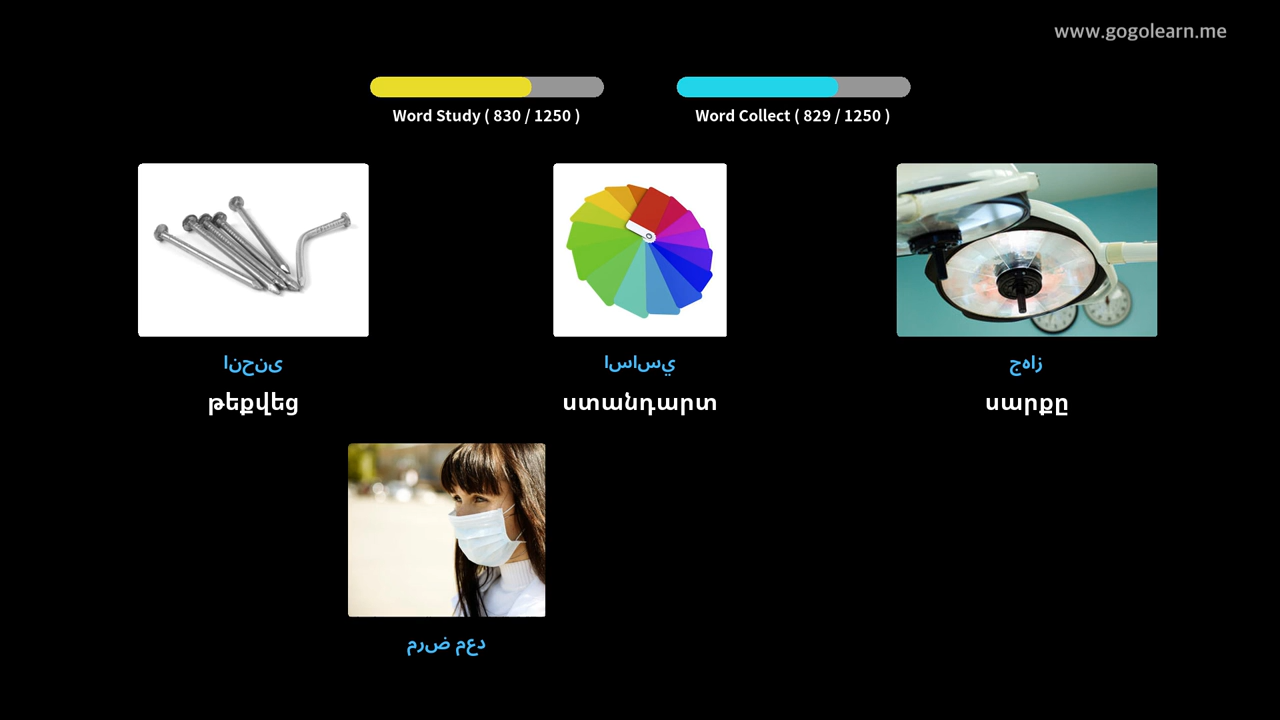 www.gogolearn.me
Word Study ( 830 / 1250 )
Word Collect ( 829 / 1250 )
انحنى
اساسي
جهاز
թեքվեց
ստանդարտ
սարքը
مرض معد